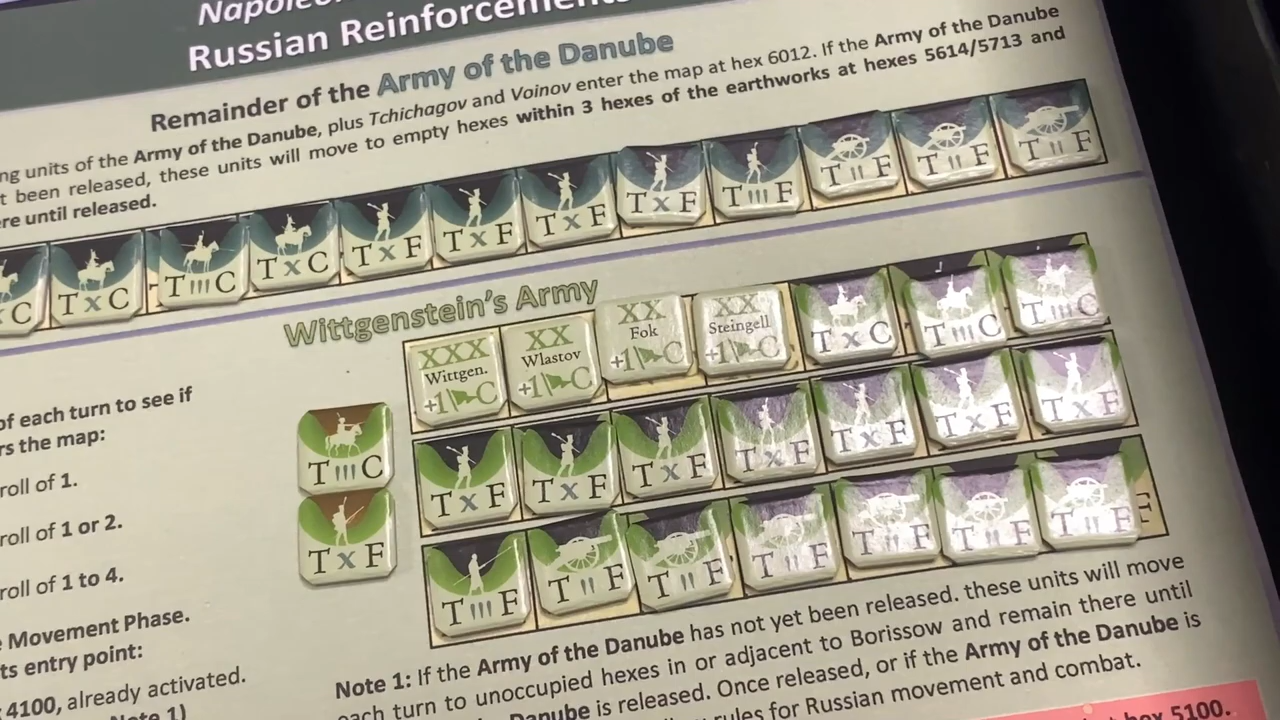 Russian Reinforcements
Remainder of the Army of the Danube
ng units of the Army of the Danube, plus Tchichagov and Voinov enter the map at hex 6012. If the Army of the Danube
t been released, these units will move to empty hexes within 3 hexes of the earthworks at hexes 5614/5713 and
re until released.
C T x C T III C T x C T x F T x F T x F T x F T III F T II F T II F T II F
Wittgenstein's Army
XXX Wittgen. +1 C
XX Wlastov +1 C
XX Fok +1 C
XX Steingell +1 C
T x C T III C T III C
T III C
T x F T x F T x F T x F T x F T x F T x F
T x F
T III F T II F T II F T II F T II F T II F T II F F
of each turn to see if
rs the map:
roll of 1.
roll of 1 or 2.
roll of 1 to 4.
Movement Phase.
ts entry point:
4100, already activated.
Note 1)
Note 1: If the Army of the Danube has not yet been released. these units will move
each turn to unoccupied hexes in or adjacent to Borissow and remain there until
Danube is released. Once released, or if the Army of the Danube is
rules for Russian movement and combat.
hex 5100.